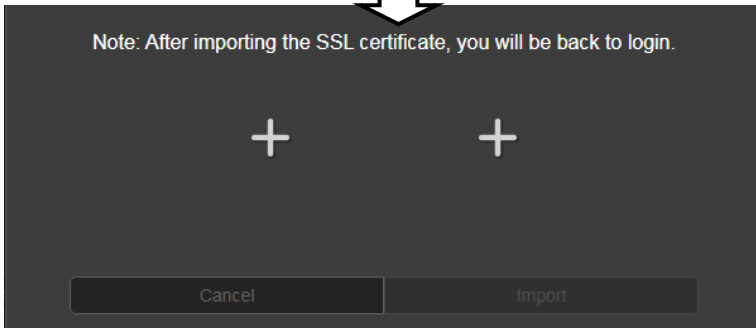 Note: After importing the SSL certificate, you will be back to login.
Cancel Import